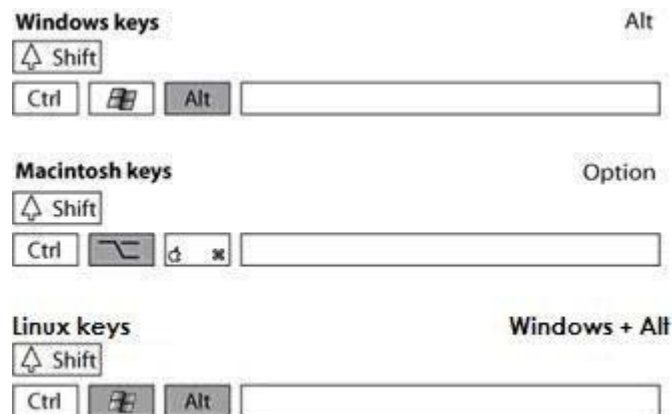 Windows keys Alt
Shift
Ctrl Alt
Macintosh keys Option
Shift
Ctrl ⌥ ⌘
Linux keys Windows + Alt
Shift
Ctrl Alt